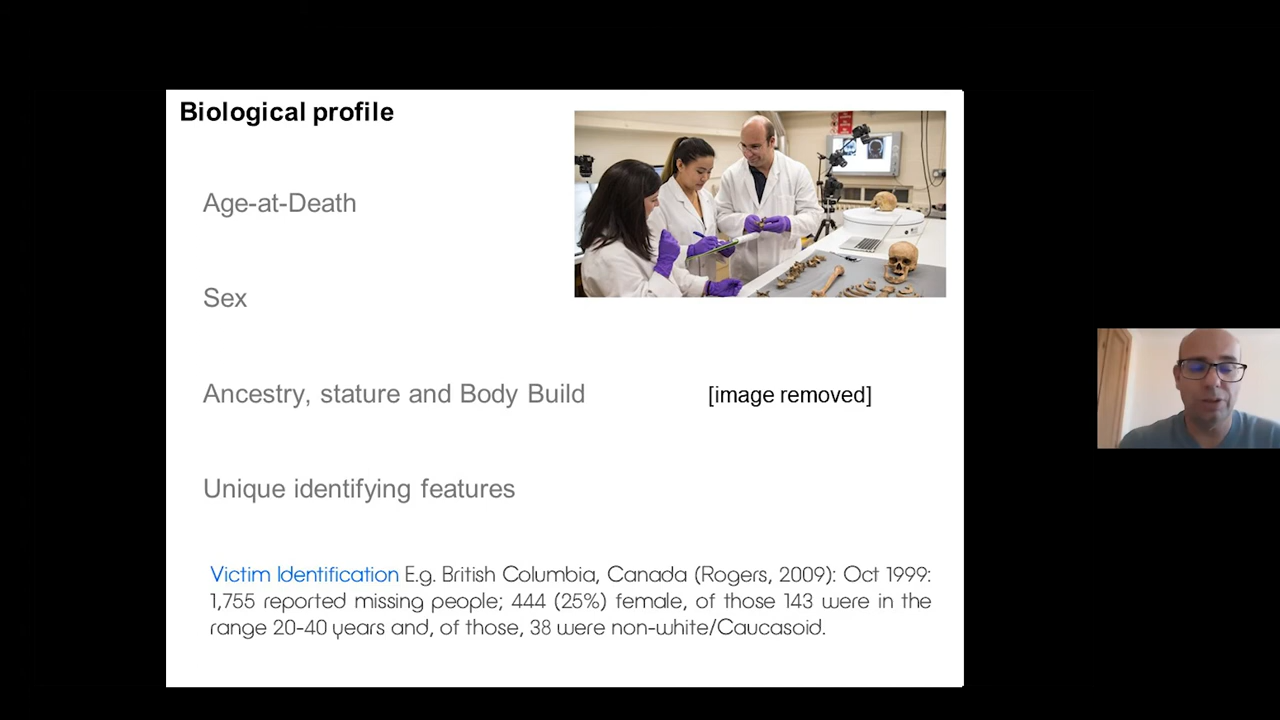 Biological profile
Age-at-Death
Sex
Ancestry, stature and Body Build
[image removed]
Unique identifying features
Victim Identification E.g. British Columbia, Canada (Rogers, 2009): Oct 1999:
1,755 reported missing people; 444 (25%) female, of those 143 were in the
range 20-40 years and, of those, 38 were non-white/Caucasoid.